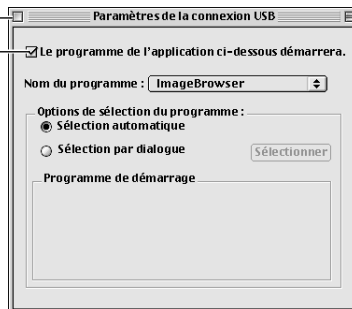 Paramètres de la connexion USB
Le programme de l'application ci-dessous démarrera.
Nom du programme : ImageBrowser
Options de sélection du programme :
Sélection automatique
Sélection par dialogue Sélectionner
Programme de démarrage